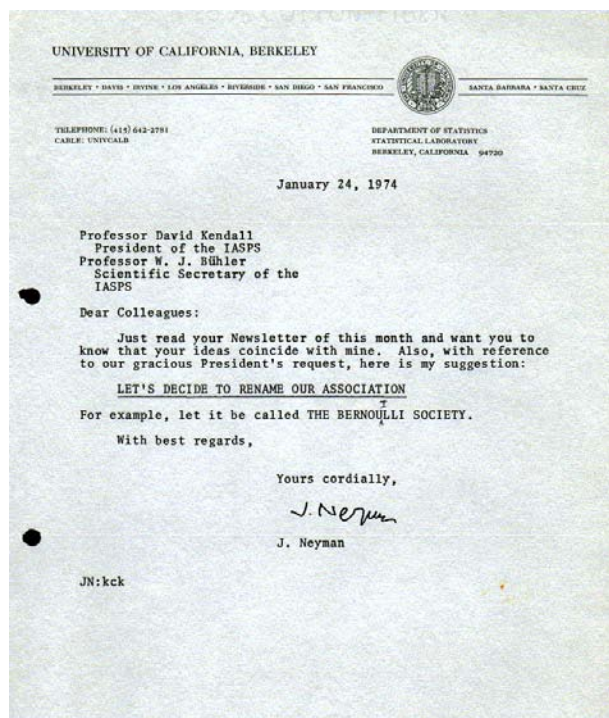 UNIVERSITY OF CALIFORNIA, BERKELEY
BERKELEY • DAVIS • IRVINE • LOS ANGELES • RIVERSIDE • SAN DIEGO • SAN FRANCISCO
SANTA BARBARA • SANTA CRUZ
TELEPHONE: (415) 642-2781
CABLE: UNIVCALB
DEPARTMENT OF STATISTICS
STATISTICAL LABORATORY
BERKELEY, CALIFORNIA 94720
January 24, 1974
Professor David Kendall
President of the IASPS
Professor W. J. Bühler
Scientific Secretary of the
IASPS
Dear Colleagues:
Just read your Newsletter of this month and want you to
know that your ideas coincide with mine. Also, with reference
to our gracious President's request, here is my suggestion:
LET'S DECIDE TO RENAME OUR ASSOCIATION
I
For example, let it be called THE BERNOULLI SOCIETY.
With best regards,
Yours cordially,
J. Neyman
J. Neyman
JN:kck